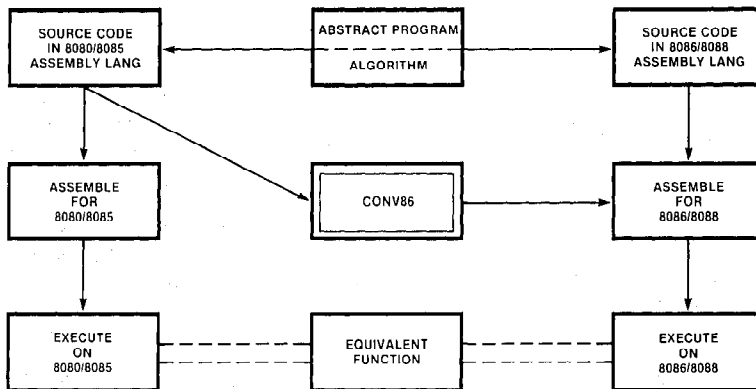 SOURCE CODE
IN 8080/8085
ASSEMBLY LANG
ABSTRACT PROGRAM
ALGORITHM
SOURCE CODE
IN 8086/8088
ASSEMBLY LANG
ASSEMBLE
FOR
8080/8085
CONV86
ASSEMBLE
FOR
8086/8088
EXECUTE
ON
8080/8085
EQUIVALENT
FUNCTION
EXECUTE
ON
8086/8088